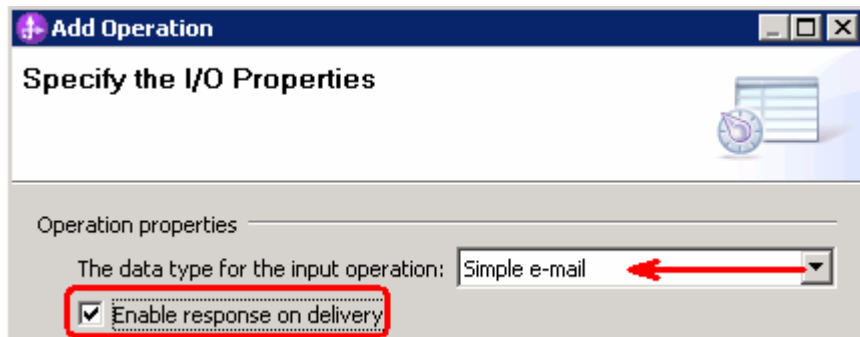 Add Operation
Specify the I/O Properties
Operation properties
The data type for the input operation: Simple e-mail
Enable response on delivery